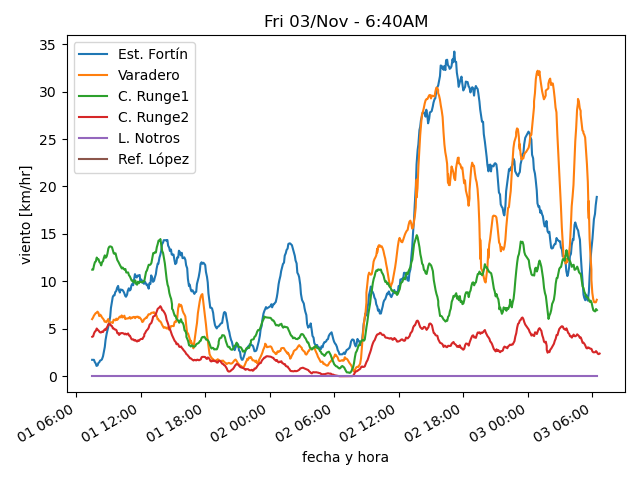 Fri 03/Nov - 6:40AM
Est. Fortín
Varadero
C. Runge1
C. Runge2
L. Notros
Ref. López
viento [km/hr]
35
30
25
20
15
10
5
0
01 06:00
01 12:00
01 18:00
02 00:00
02 06:00
02 12:00
02 18:00
03 00:00
03 06:00
fecha y hora